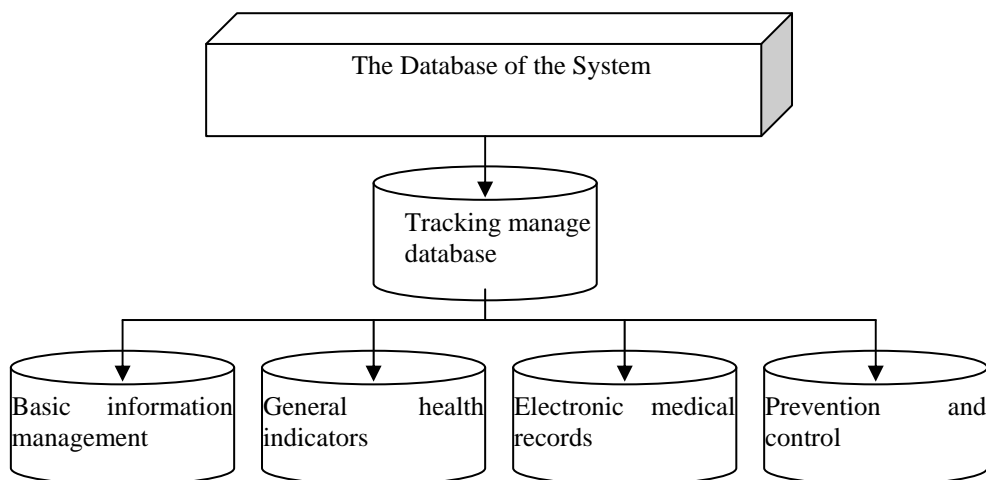 The Database of the System
Tracking manage
database
Basic information
management
General health
indicators
Electronic medical
records
Prevention and
control